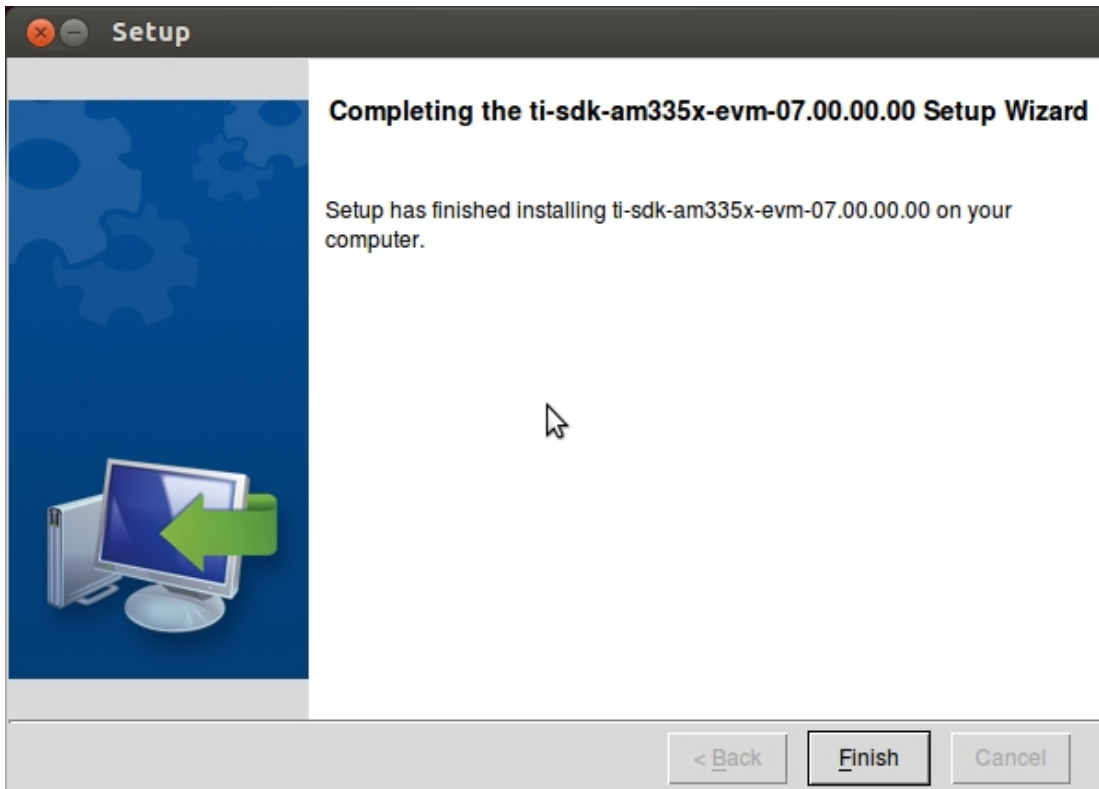 Setup
Completing the ti-sdk-am335x-evm-07.00.00.00 Setup Wizard
Setup has finished installing ti-sdk-am335x-evm-07.00.00.00 on your
computer.
< Back
Finish
Cancel